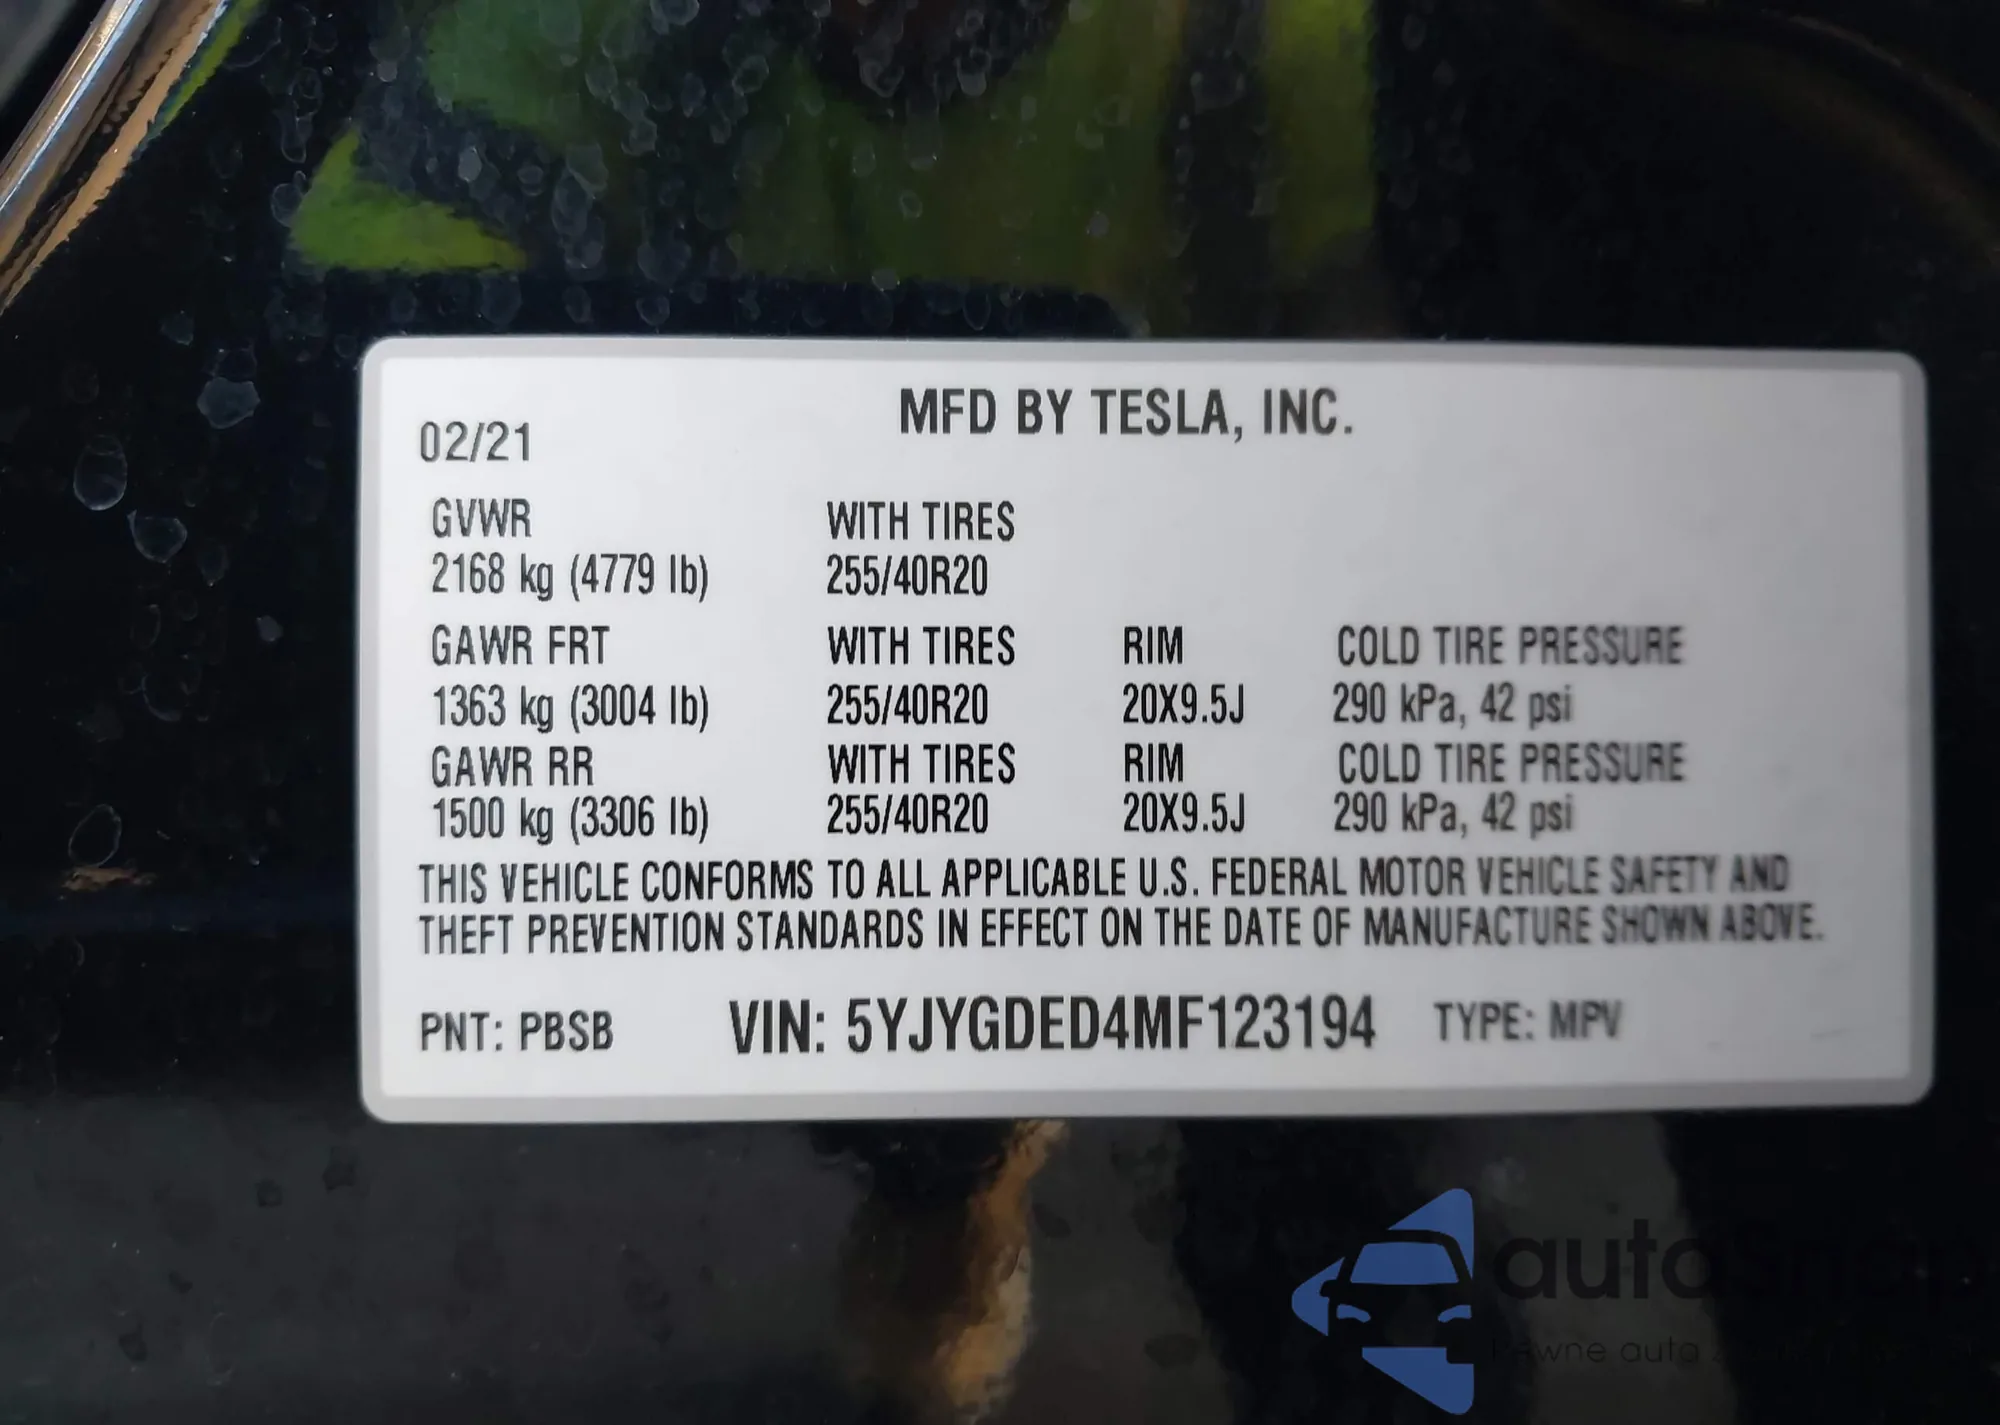 MFD BY TESLA, INC.
02/21
GVWR WITH TIRES
2168 kg (4779 lb) 255/40R20
GAWR FRT WITH TIRES RIM COLD TIRE PRESSURE
1363 kg (3004 lb) 255/40R20 20X9.5J 290 kPa, 42 psi
GAWR RR WITH TIRES RIM COLD TIRE PRESSURE
1500 kg (3306 lb) 255/40R20 20X9.5J 290 kPa, 42 psi
THIS VEHICLE CONFORMS TO ALL APPLICABLE U.S. FEDERAL MOTOR VEHICLE SAFETY AND
THEFT PREVENTION STANDARDS IN EFFECT ON THE DATE OF MANUFACTURE SHOWN ABOVE.
PNT: PBSB VIN: 5YJYGDED4MF123194 TYPE: MPV
auto
auto